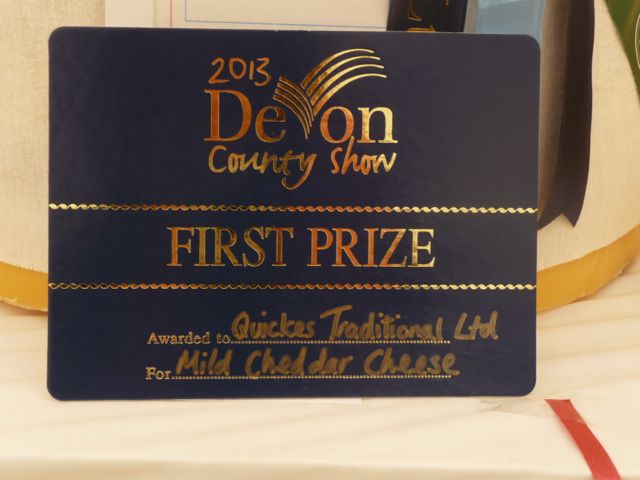 2013
Devon
County Show
FIRST PRIZE
Awarded to Quickes Traditional Ltd
For Mild Cheddar Cheese